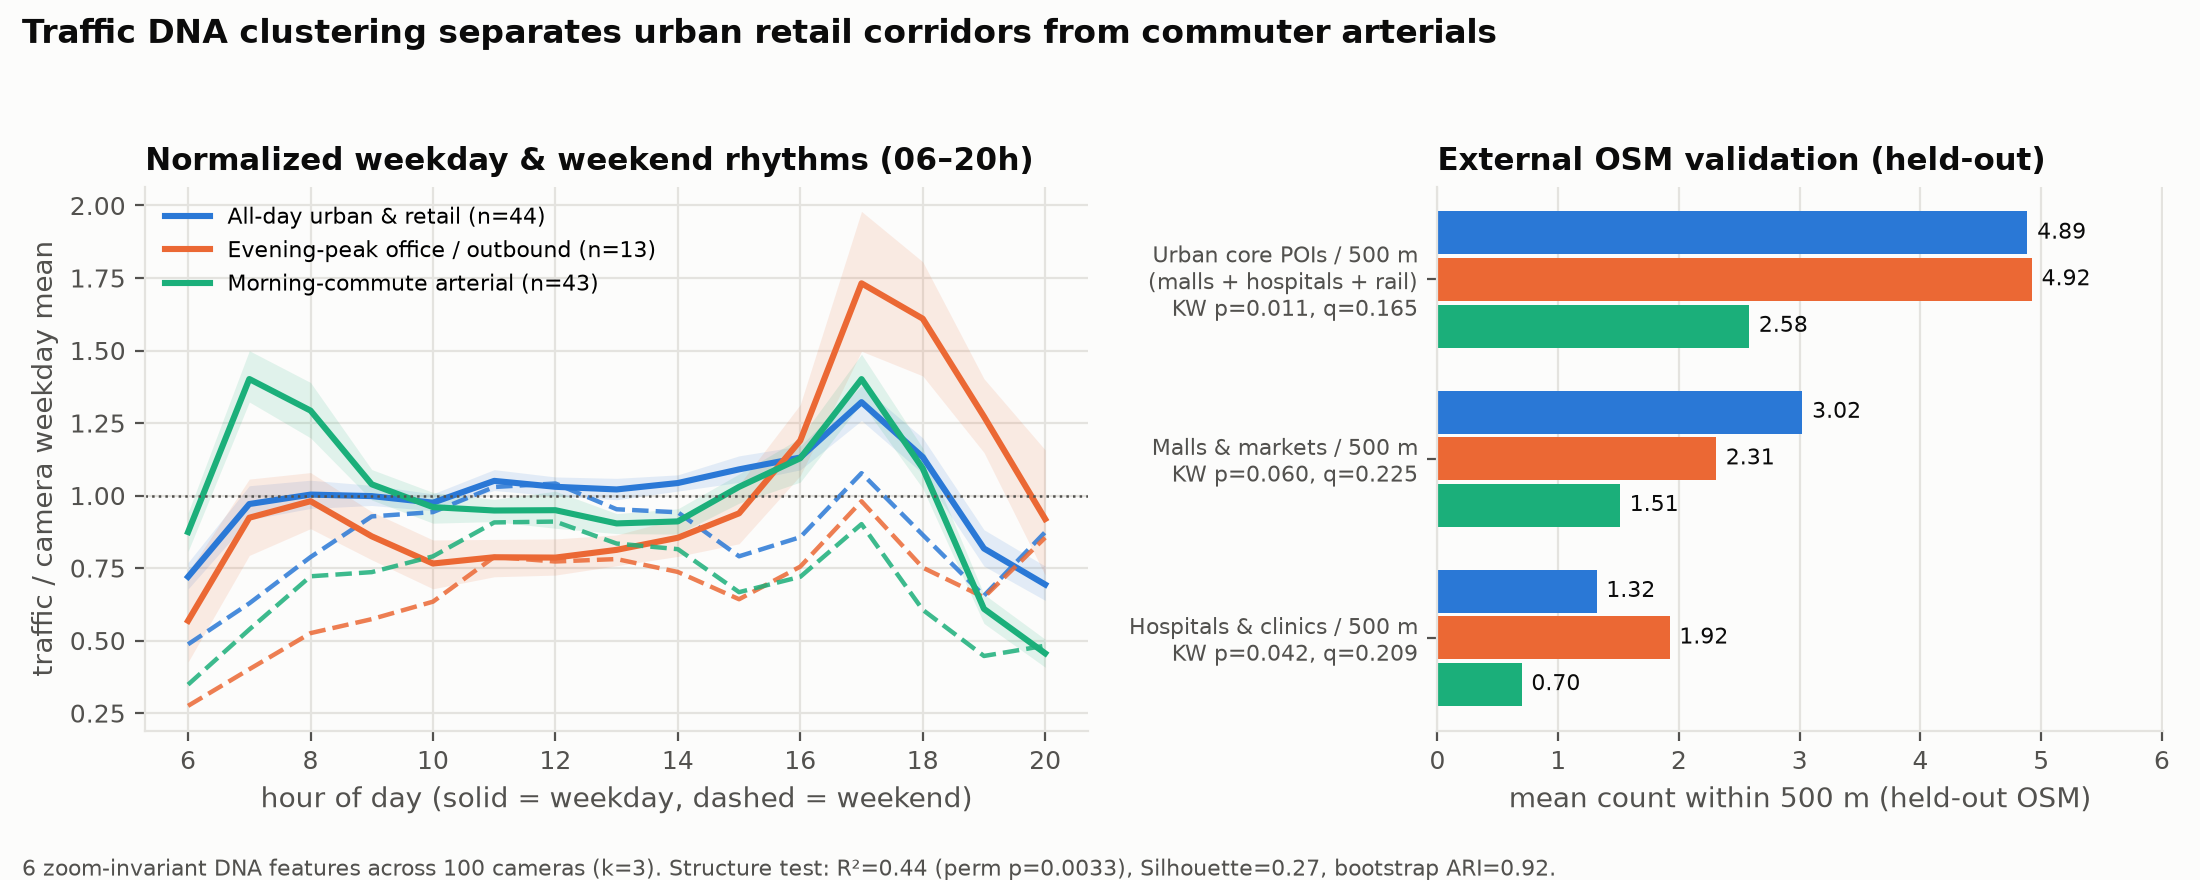 Traffic DNA clustering separates urban retail corridors from commuter arterials
Normalized weekday & weekend rhythms (06–20h)
traffic / camera weekday mean
2.00
1.75
1.50
1.25
1.00
0.75
0.50
0.25
All-day urban & retail (n=44)
Evening-peak office / outbound (n=13)
Morning-commute arterial (n=43)
6
8
10
12
14
16
18
20
hour of day (solid = weekday, dashed = weekend)
External OSM validation (held-out)
Urban core POIs / 500 m
(malls + hospitals + rail)
KW p=0.011, q=0.165
4.89
4.92
2.58
Malls & markets / 500 m
KW p=0.060, q=0.225
3.02
2.31
1.51
Hospitals & clinics / 500 m
KW p=0.042, q=0.209
1.32
1.92
0.70
0
1
2
3
4
5
6
mean count within 500 m (held-out OSM)
6 zoom-invariant DNA features across 100 cameras (k=3). Structure test: R²=0.44 (perm p=0.0033), Silhouette=0.27, bootstrap ARI=0.92.